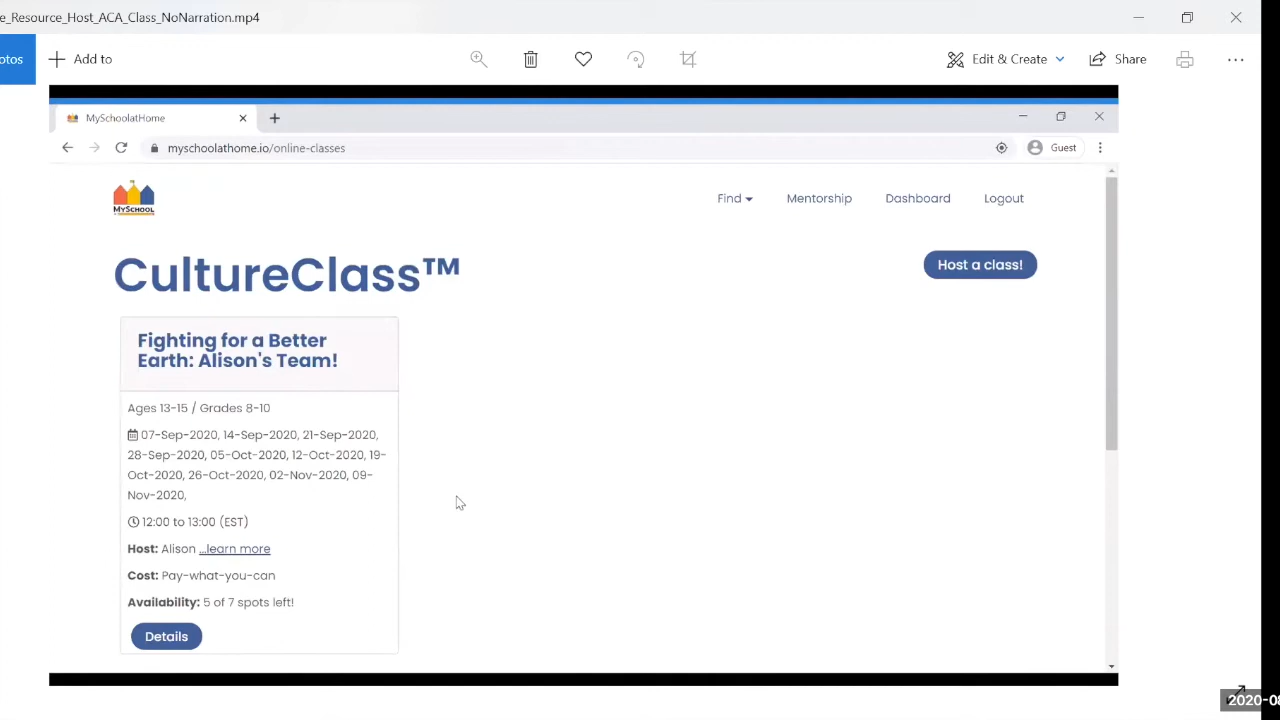 e_Resource_Host_ACA_Class_NoNarration.mp4
otos
Add to
Edit & Create
Share
MySchoolatHome
myschoolathome.io/online-classes
Guest
MYSCHOOL
Find
Mentorship
Dashboard
Logout
CultureClass™
Host a class!
Fighting for a Better
Earth: Alison's Team!
Ages 13-15 / Grades 8-10
07-Sep-2020, 14-Sep-2020, 21-Sep-2020,
28-Sep-2020, 05-Oct-2020, 12-Oct-2020, 19-
Oct-2020, 26-Oct-2020, 02-Nov-2020, 09-
Nov-2020,
12:00 to 13:00 (EST)
Host: Alison ...learn more
Cost: Pay-what-you-can
Availability: 5 of 7 spots left!
Details
2020-08